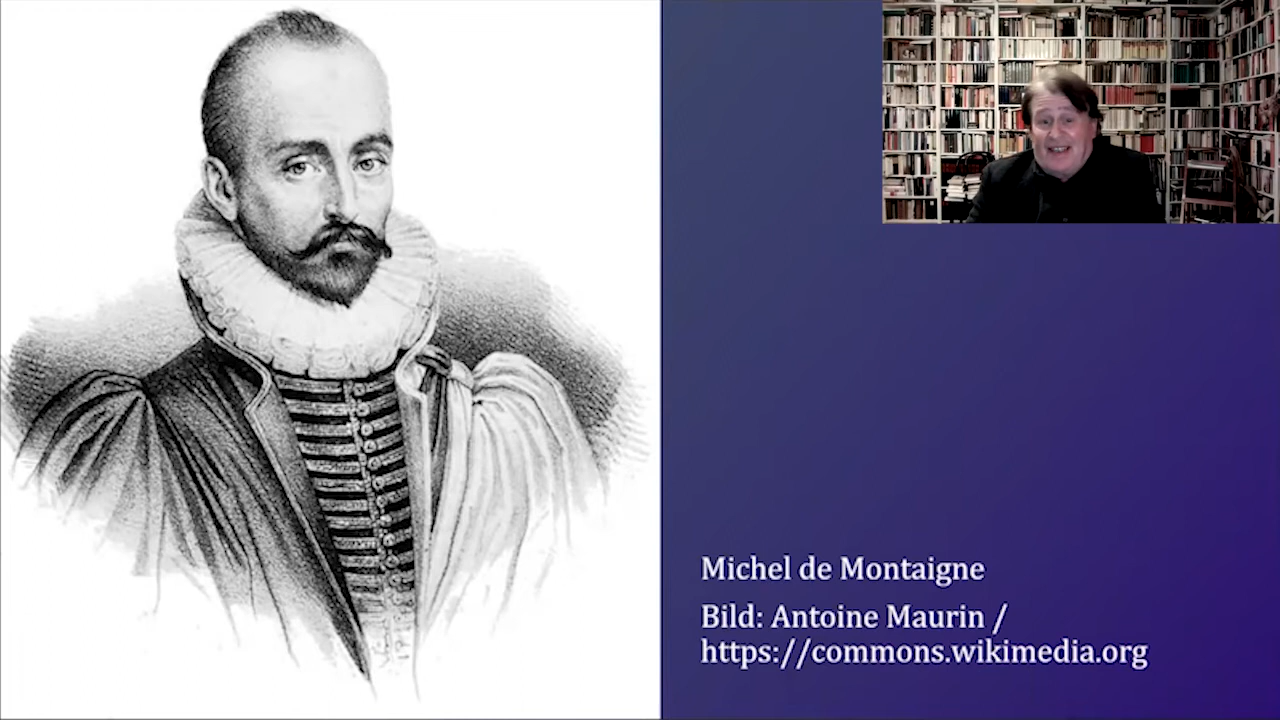 Michel de Montaigne
Bild: Antoine Maurin /
https://commons.wikimedia.org